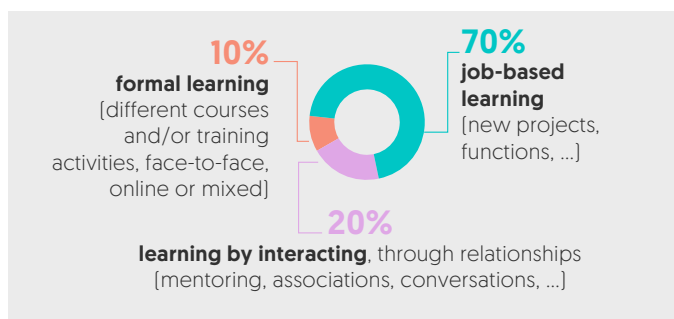 10%
formal learning
(different courses
and/or training
activities, face-to-face,
online or mixed)
70%
job-based
learning
(new projects,
functions, ...)
20%
learning by interacting, through relationships
(mentoring, associations, conversations, ...)